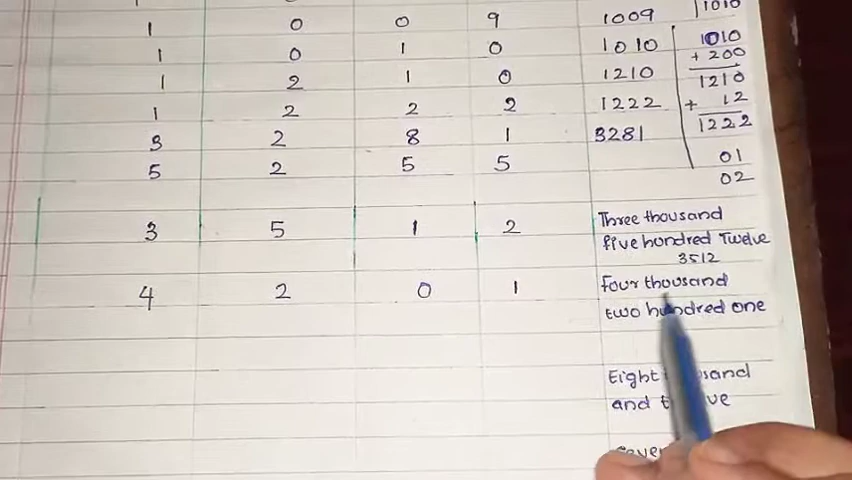 1 0 0 9 1009 1010
1 0 1 0 1010 1010
+ 200
1 2 1 0 1210 1210
1 2 2 2 1222 + 12
3 2 8 1 3281 1222
5 2 5 5 01
02
3 5 1 2 Three thousand
five hundred Twelve
3512
4 2 0 1 Four thousand
two hundred one
Eight
and